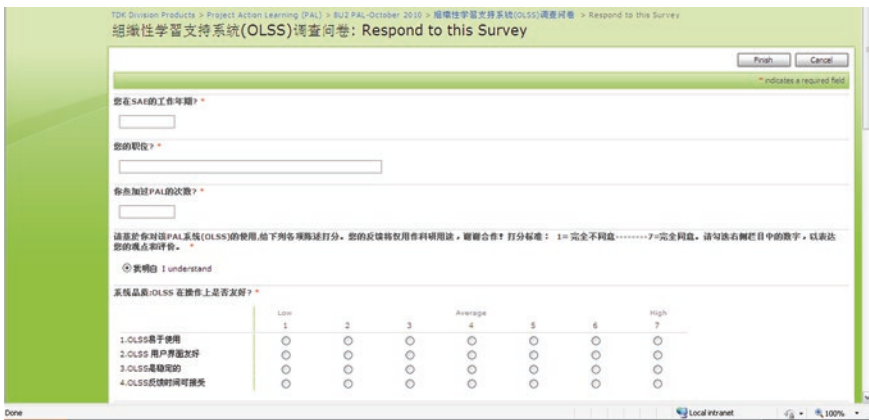 TDK Division Products > Project Action Learning (PAL) > BU2 PAL-October 2010 > 組織性学習支持系统(OLSS)调查问卷 > Respond to this Survey
組織性学習支持系统(OLSS)调查问卷: Respond to this Survey
Finish Cancel
* indicates a required field
您在SAE的工作年期? *
您的职位? *
你叁加过PAL的次数? *
请基於你对该PAL系统(OLSS)的使用,给下列各项陈述打分。您的反馈将仅用作科研用途，谢谢合作! 打分标准： 1=完全不同意--------7=完全同意。请勾选右侧栏目中的数字，以表达
您的观点和评价。 *
我明白 I understand
系统品质:OLSS 在操作上是否友好? *
Low Average High
1 2 3 4 5 6 7
1.OLSS易于使用
2.OLSS 用户界面友好
3.OLSS是稳定的
4.OLSS反馈时间可接受
Done Local intranet 100%